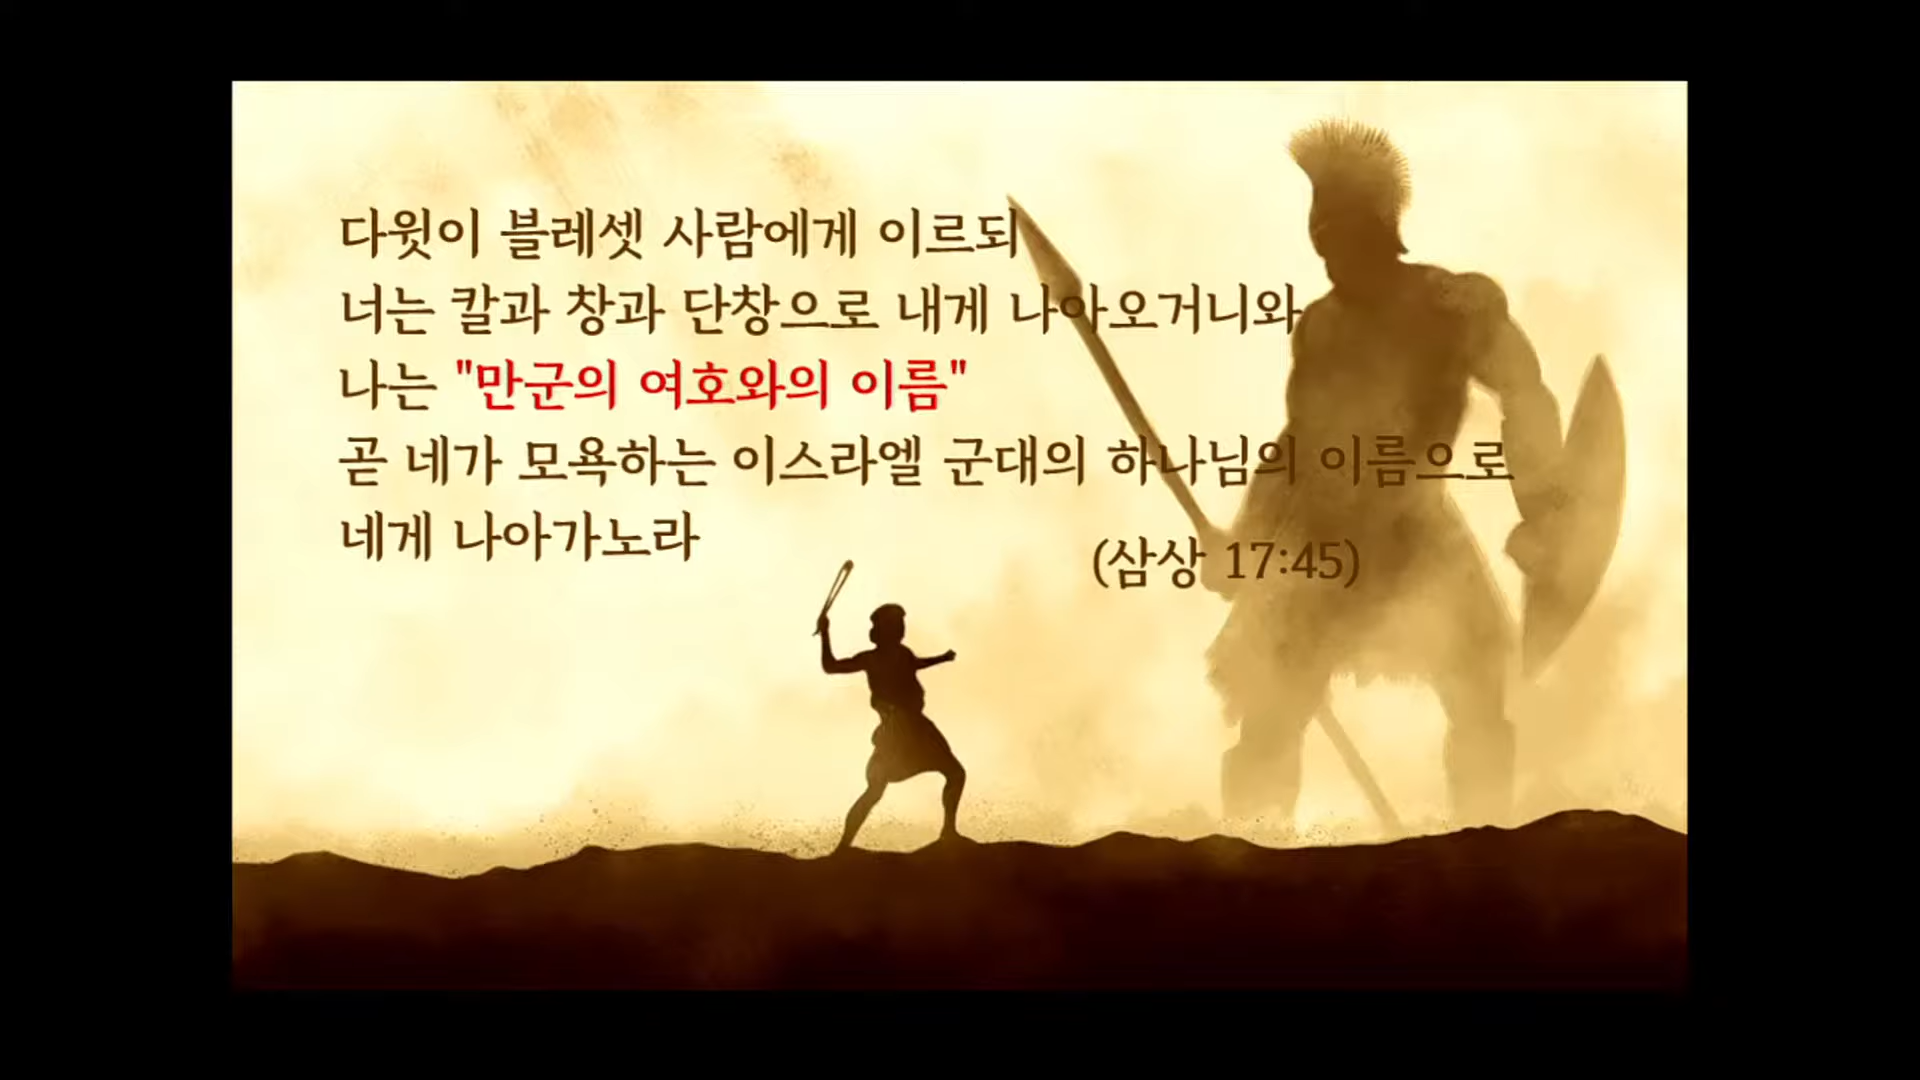 다윗이 블레셋 사람에게 이르되
너는 칼과 창과 단창으로 내게 나아오거니와
나는 "만군의 여호와의 이름"
곧 네가 모욕하는 이스라엘 군대의 하나님의 이름으로
네게 나아가노라
(삼상 17:45)